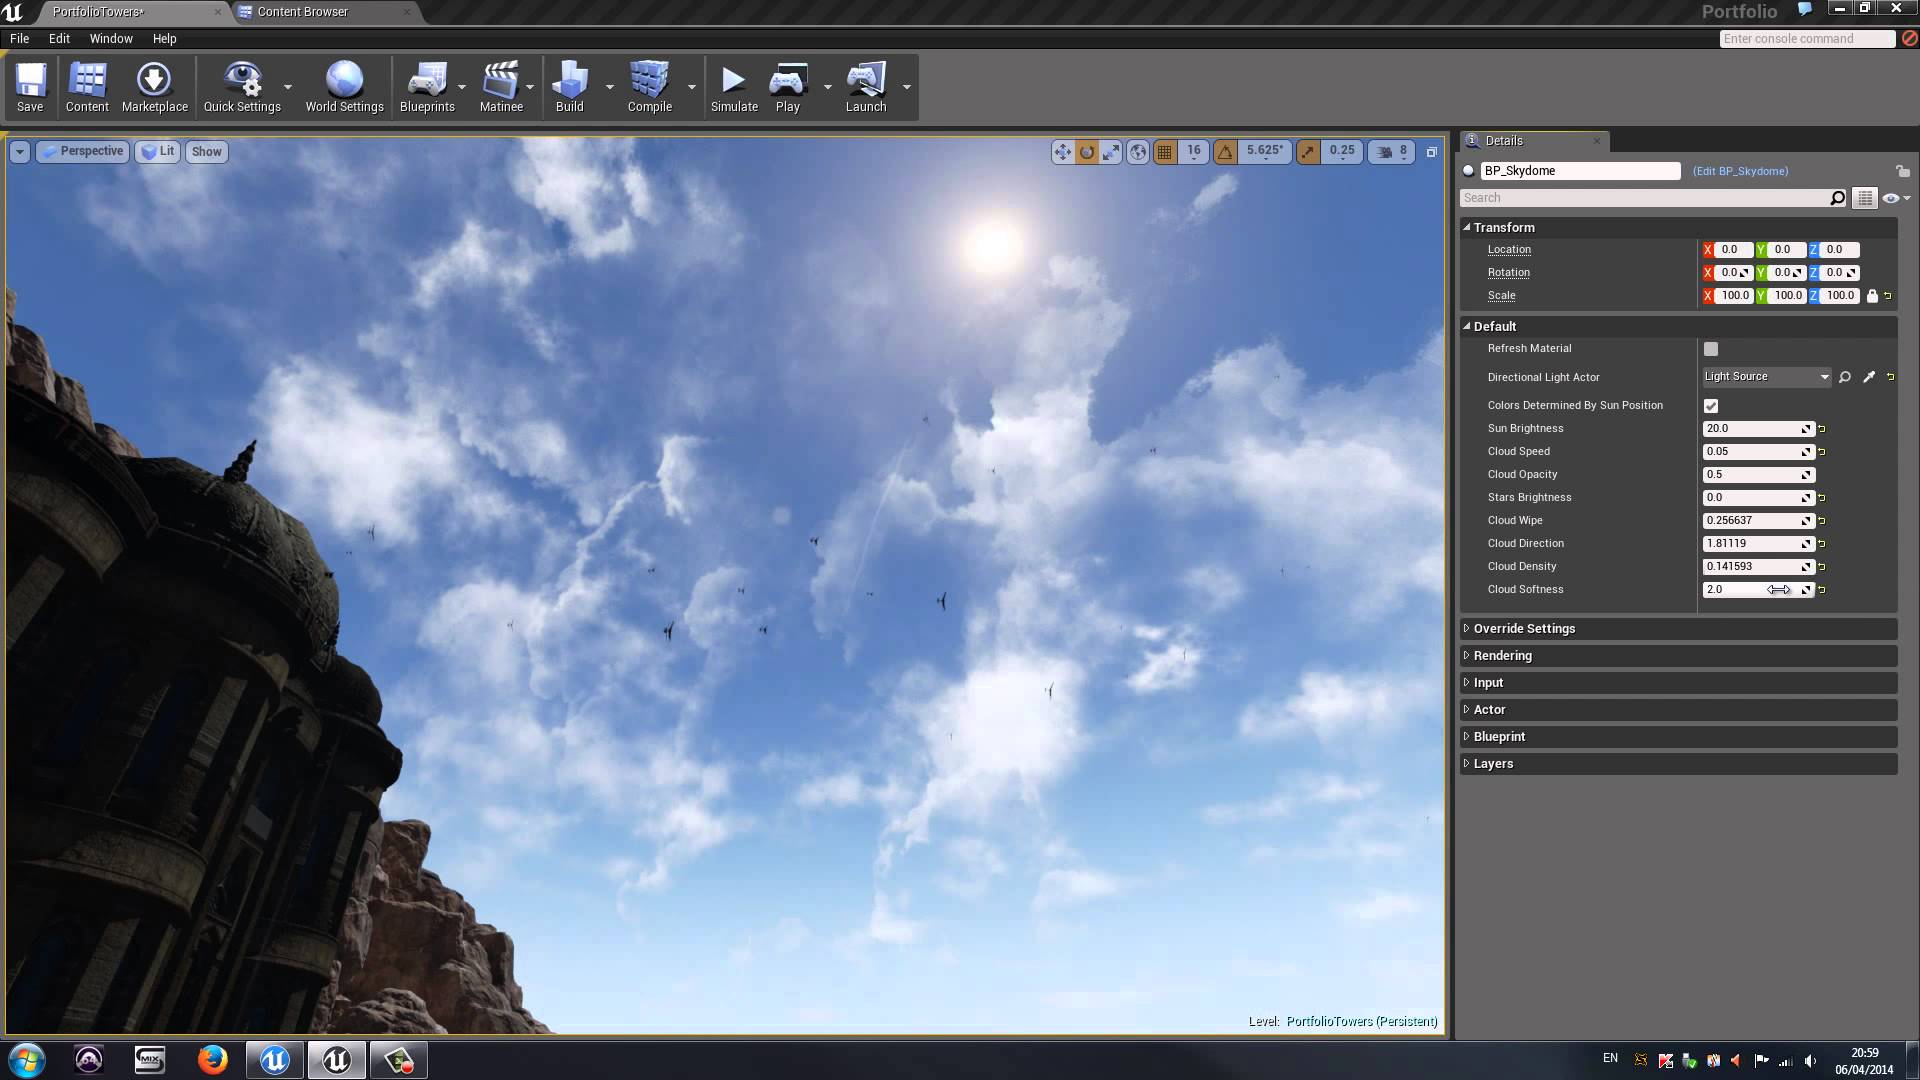 PortfolioTowers*
Content Browser
Portfolio
File Edit Window Help
Enter console command
Save
Content
Marketplace
Quick Settings
World Settings
Blueprints
Matinee
Build
Compile
Simulate
Play
Launch
Perspective
Lit
Show
16
5.625°
0.25
8
Level: PortfolioTowers (Persistent)
Details
BP_Skydome
(Edit BP_Skydome)
Search
Transform
Location X 0.0 Y 0.0 Z 0.0
Rotation X 0.0 Y 0.0 Z 0.0
Scale X 100.0 Y 100.0 Z 100.0
Default
Refresh Material
Directional Light Actor Light Source
Colors Determined By Sun Position
Sun Brightness 20.0
Cloud Speed 0.05
Cloud Opacity 0.5
Stars Brightness 0.0
Cloud Wipe 0.256637
Cloud Direction 1.81119
Cloud Density 0.141593
Cloud Softness 2.0
Override Settings
Rendering
Input
Actor
Blueprint
Layers
64
MIX
EN
20:59
06/04/2014